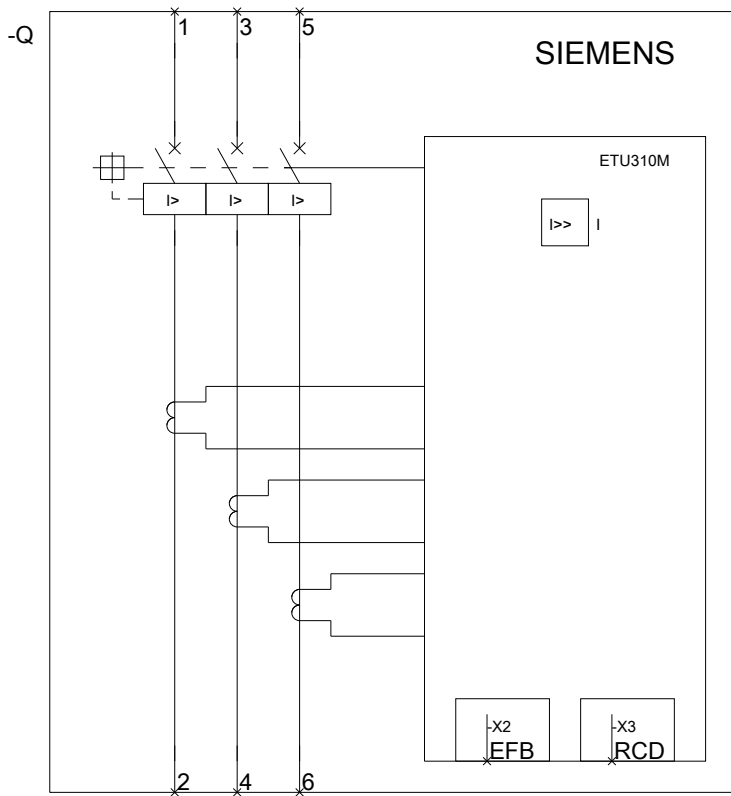 -Q
1
3
5
SIEMENS
ETU310M
I>
I>
I>
I>>
I
-X2
EFB
-X3
RCD
2
4
6